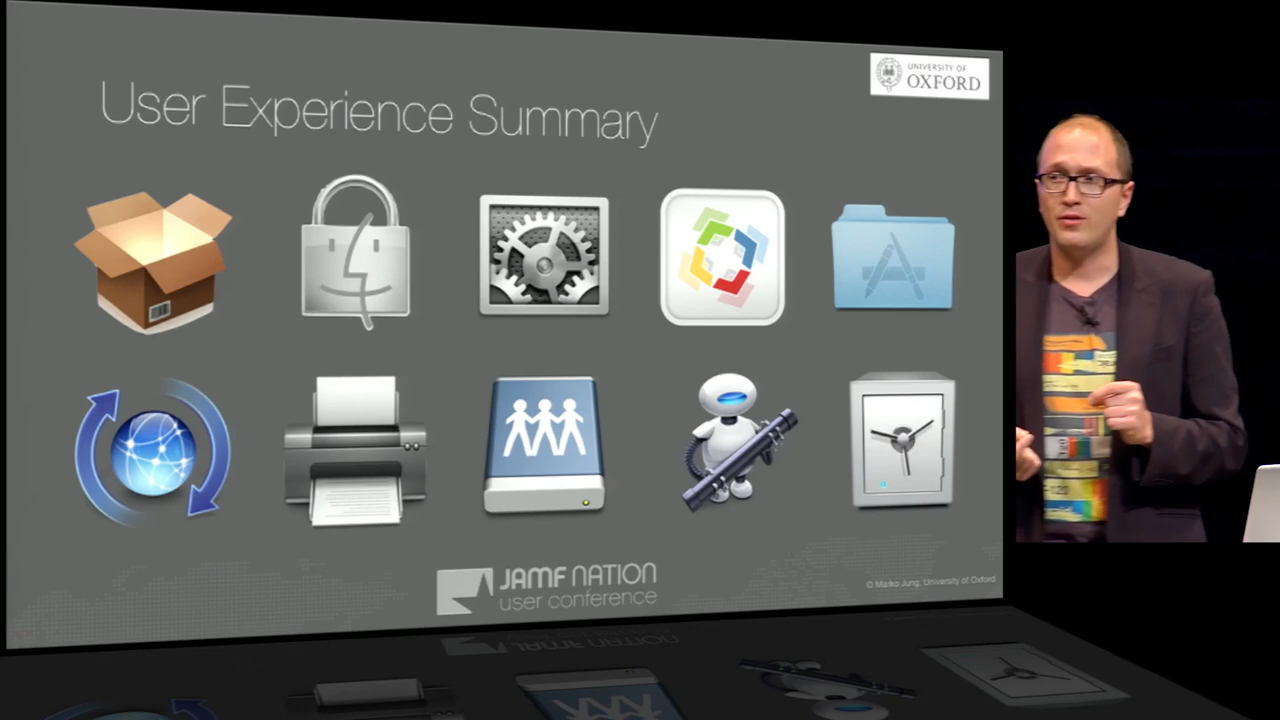 UNIVERSITY OF
OXFORD
User Experience Summary
JAMF NATION
user conference
© Marko Jung, University of Oxford